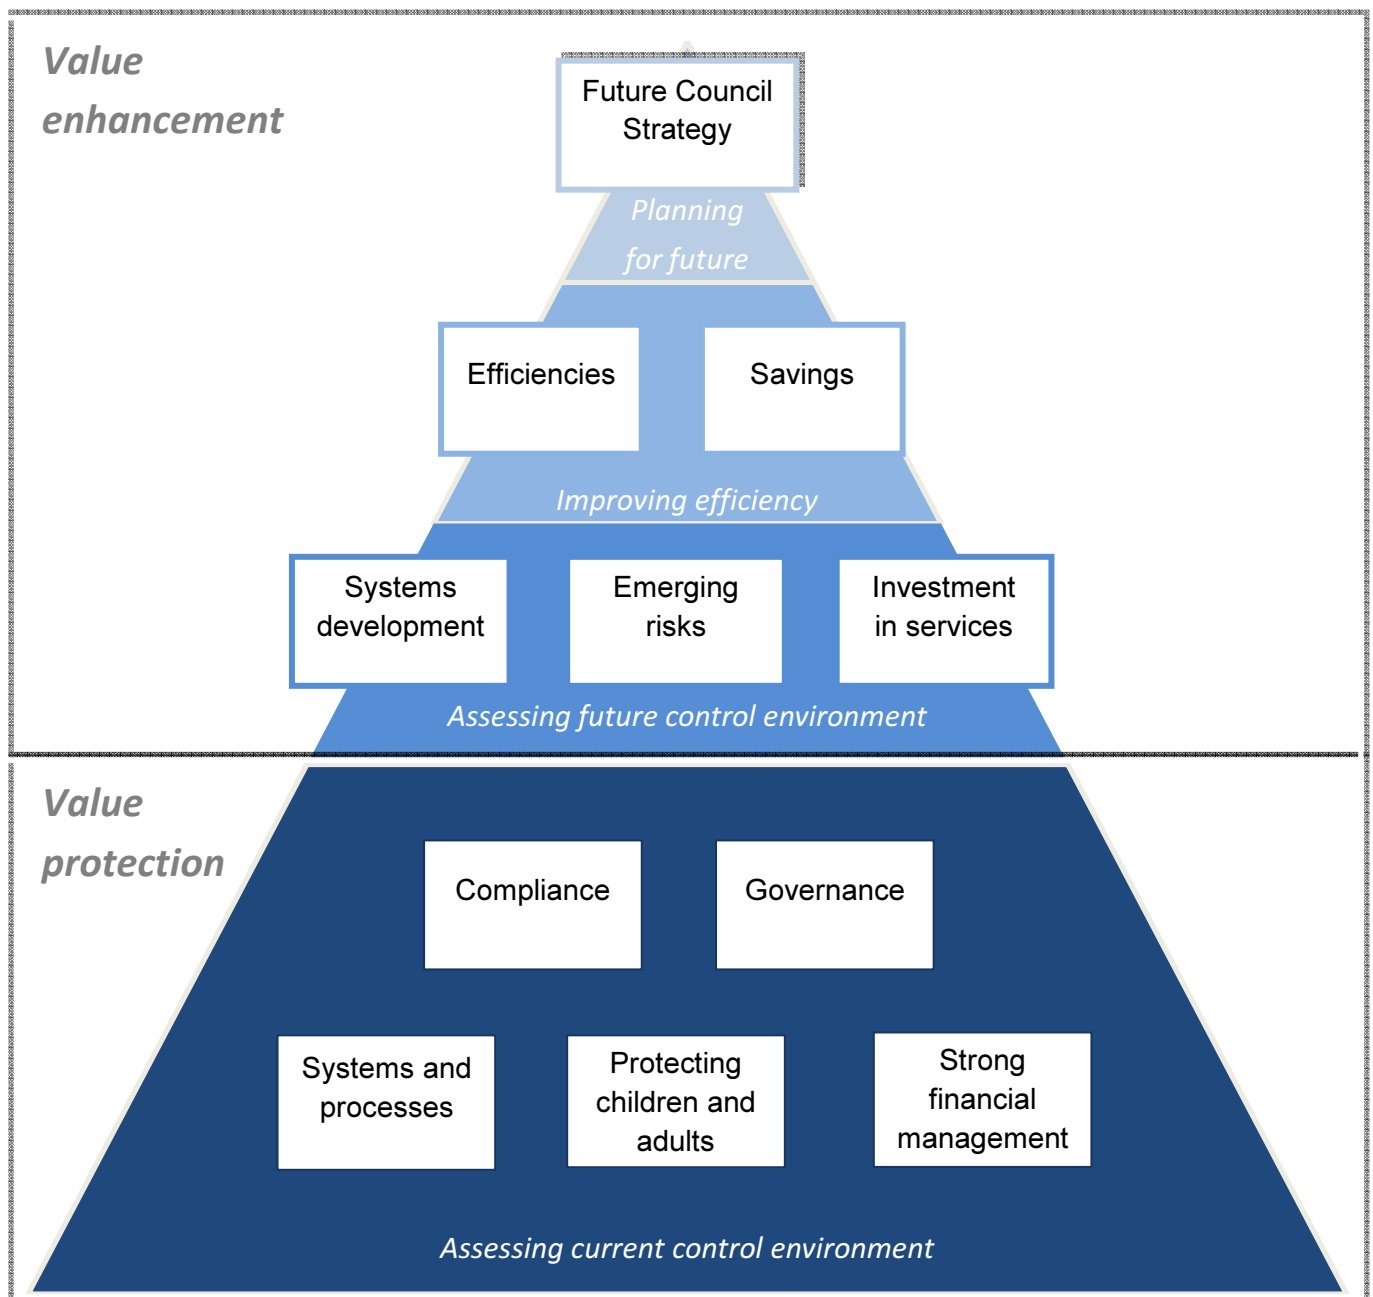 Value
enhancement
Future Council
Strategy
Planning
for future
Efficiencies
Savings
Improving efficiency
Systems
development
Emerging
risks
Investment
in services
Assessing future control environment
Value
protection
Compliance
Governance
Systems and
processes
Protecting
children and
adults
Strong
financial
management
Assessing current control environment